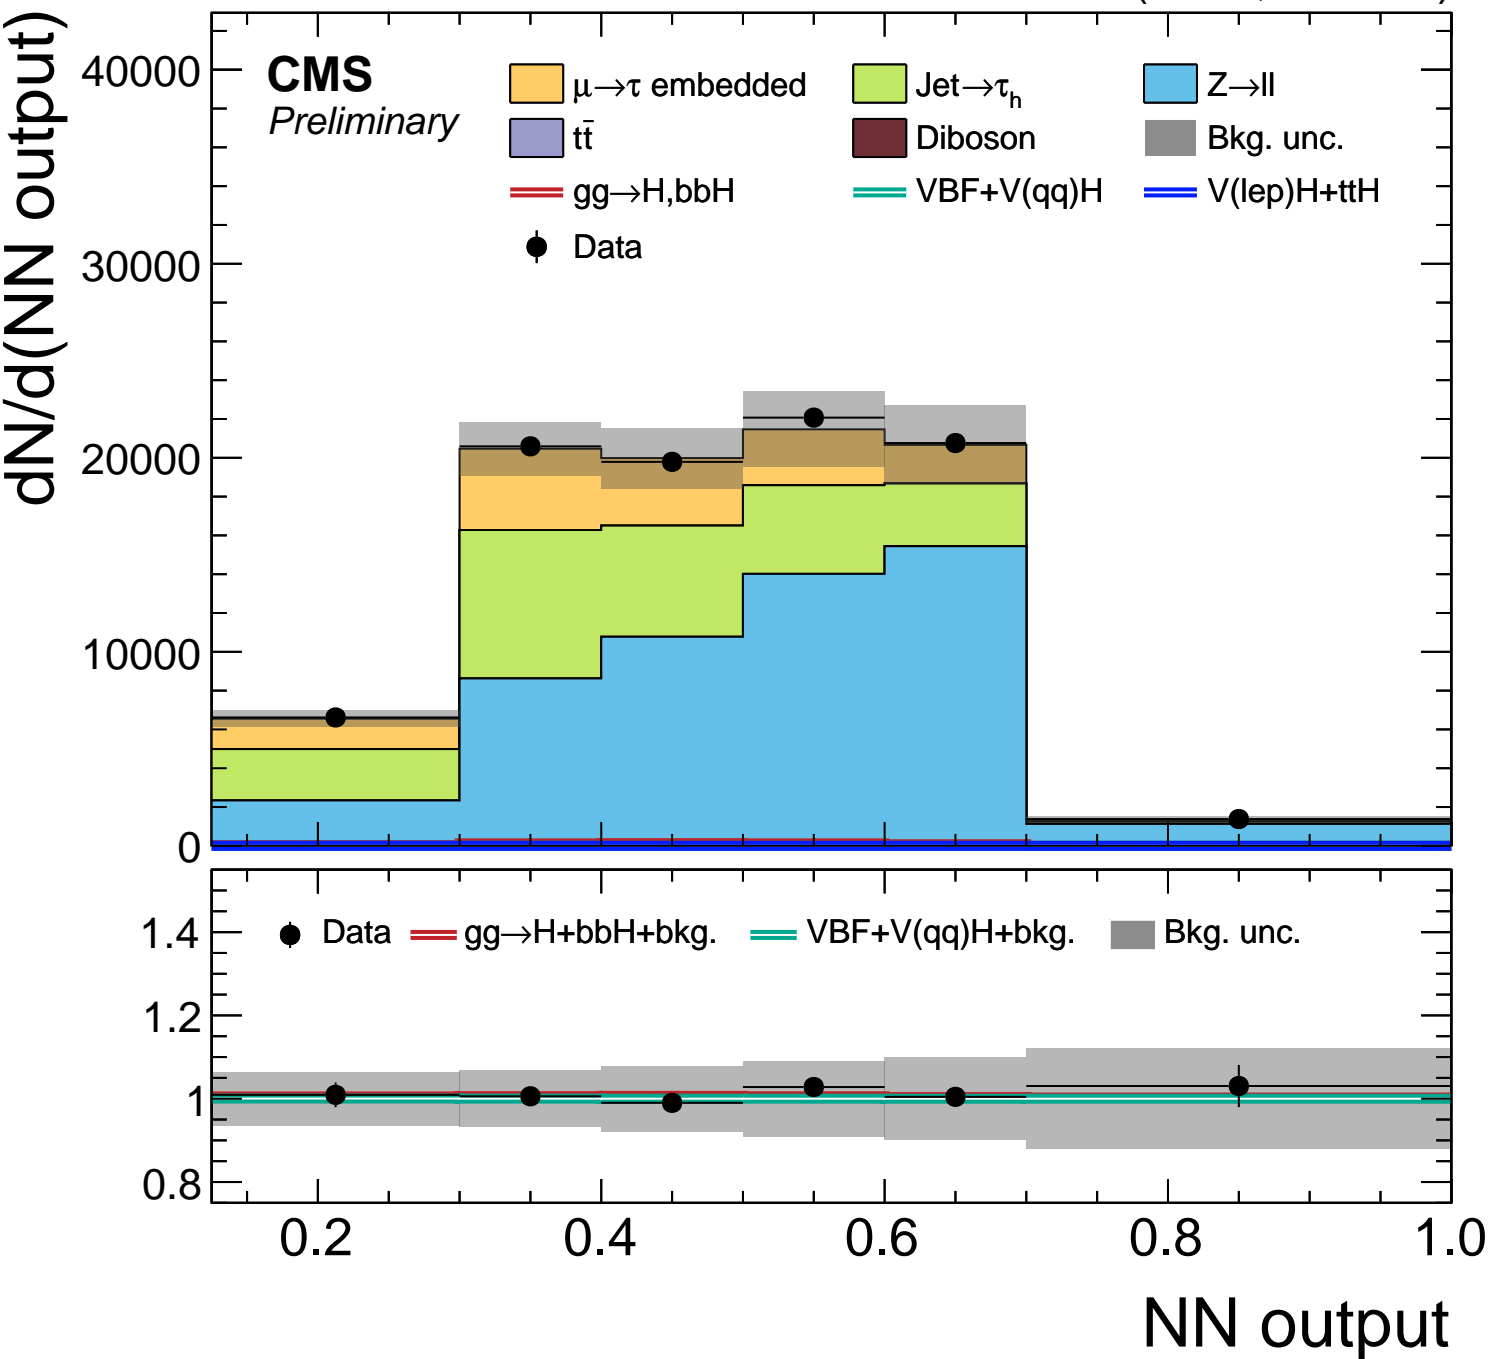 dN/d(NN output)
40000
30000
20000
10000
0
CMS
Preliminary
μ→τ embedded
Jet→τh
Z→ll
tt̄
Diboson
Bkg. unc.
gg→H,bbH
VBF+V(qq)H
V(lep)H+ttH
Data
1.4
1.2
1
0.8
Data
gg→H+bbH+bkg.
VBF+V(qq)H+bkg.
Bkg. unc.
0.2
0.4
0.6
0.8
1.0
NN output